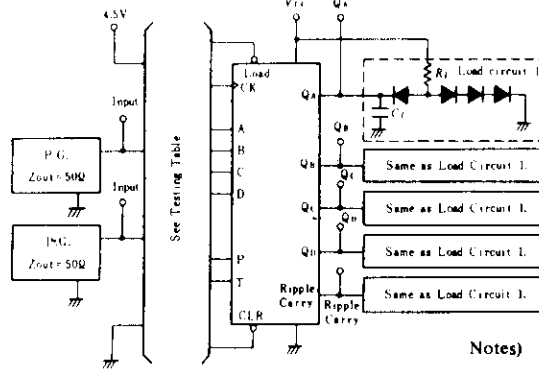 4.5V
Vcc
QA
Load
CK
RL
Load circuit 1.
QA
CL
Input
A
B
C
D
P.G.
Zout=50Ω
See Testing Table
QB
QB
Same as Load Circuit 1.
QC
QC
Same as Load Circuit 1.
Input
P.G.
Zout=50Ω
QD
QD
Same as Load Circuit 1.
P
T
Ripple
Carry
Ripple
Carry
Same as Load Circuit 1.
CLR
Notes)